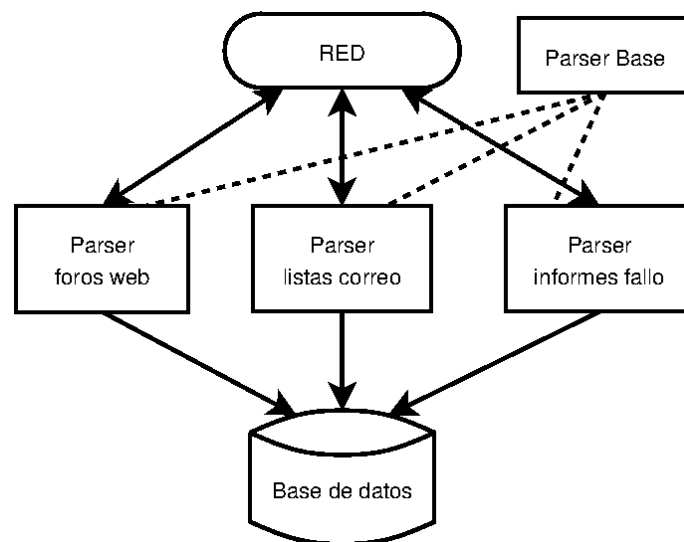 RED
Parser Base
Parser
foros web
Parser
listas correo
Parser
informes fallo
Base de datos